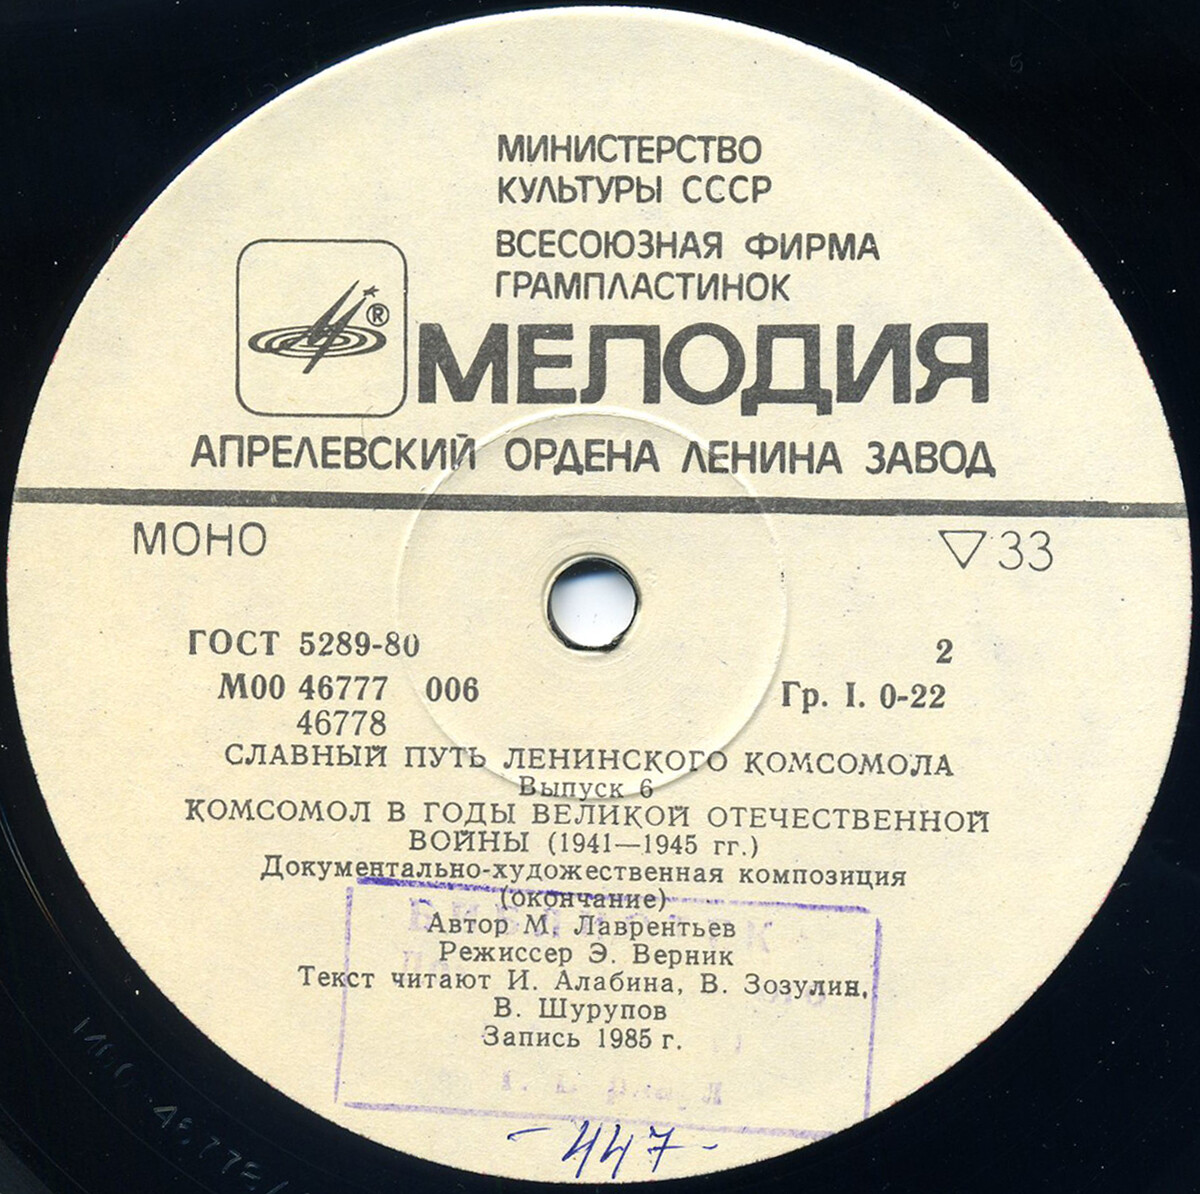 МИНИСТЕРСТВО
КУЛЬТУРЫ СССР
ВСЕСОЮЗНАЯ ФИРМА
ГРАМПЛАСТИНОК
®
МЕЛОДИЯ
АПРЕЛЕВСКИЙ ОРДЕНА ЛЕНИНА ЗАВОД
МОНО
▽33
ГОСТ 5289-80
2
М00 46777 006
Гр. I. 0-22
46778
СЛАВНЫЙ ПУТЬ ЛЕНИНСКОГО КОМСОМОЛА
Выпуск 6
КОМСОМОЛ В ГОДЫ ВЕЛИКОЙ ОТЕЧЕСТВЕННОЙ
ВОЙНЫ (1941—1945 гг.)
Документально-художественная композиция
(окончание)
Автор М. Лаврентьев
Режиссер Э. Верник
Текст читают И. Алабина, В. Зозулин,
В. Шурупов
Запись 1985 г.
-447-